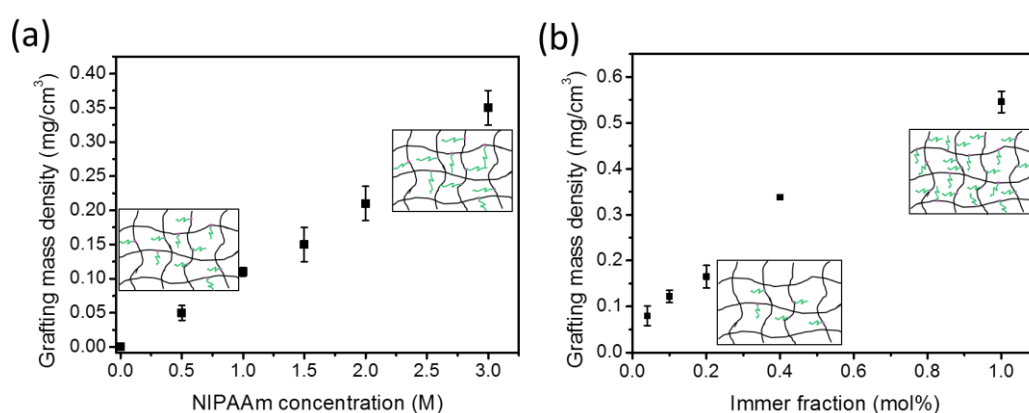 (a)
Grafting mass density (mg/cm³)
0.40
0.35
0.30
0.25
0.20
0.15
0.10
0.05
0.00
0.0 0.5 1.0 1.5 2.0 2.5 3.0
NIPAAm concentration (M)
(b)
Grafting mass density (mg/cm³)
0.6
0.5
0.4
0.3
0.2
0.1
0.0
0.0 0.2 0.4 0.6 0.8 1.0
Immer fraction (mol%)